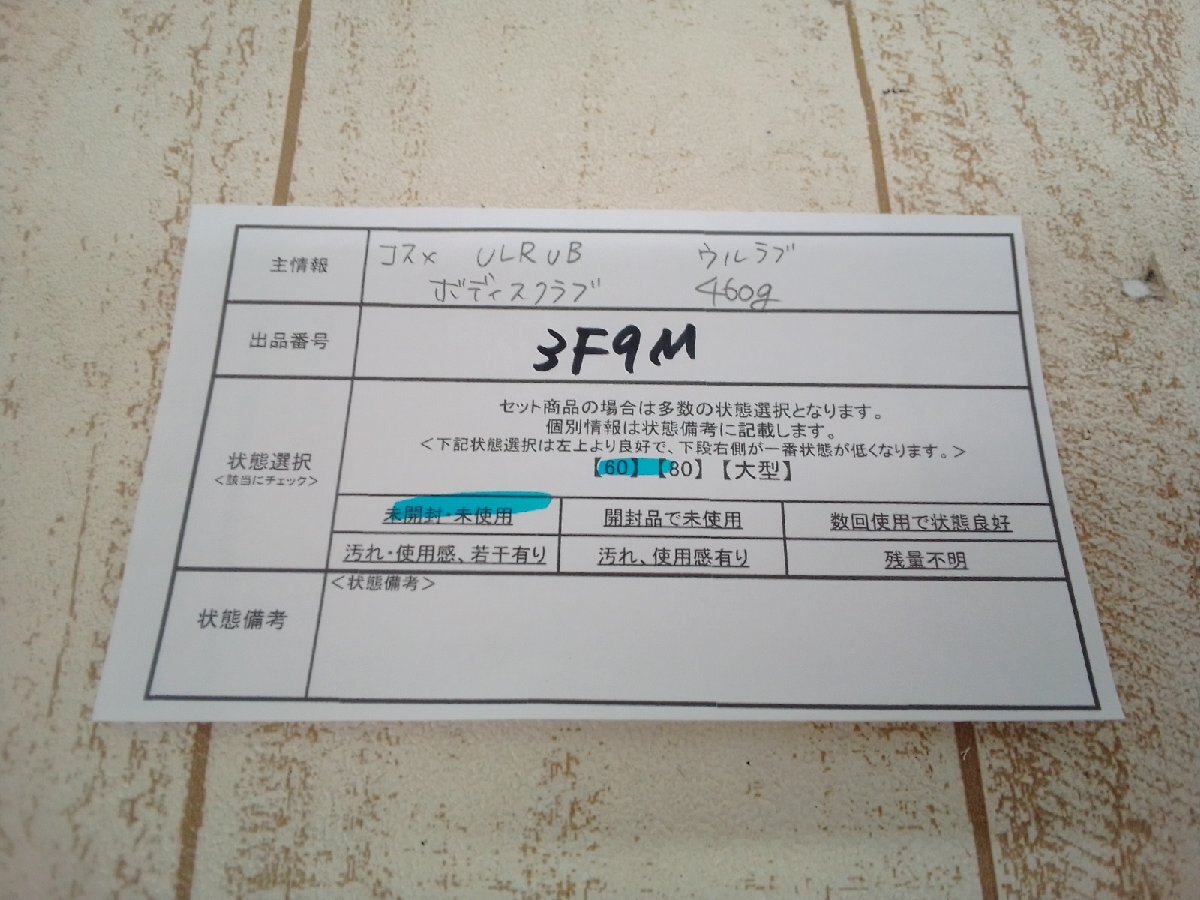 主情報
コスメ ULRUB ウルラブ
ボディスクラブ 460g
出品番号
3F9M
状態選択
<該当にチェック>
セット商品の場合は多数の状態選択となります。
個別情報は状態備考に記載します。
<下記状態選択は左上より良好で、下段右側が一番状態が低くなります。>
【60】【80】【大型】
未開封・未使用 開封品で未使用 数回使用で状態良好
汚れ・使用感、若干有り 汚れ、使用感有り 残量不明
状態備考
<状態備考>